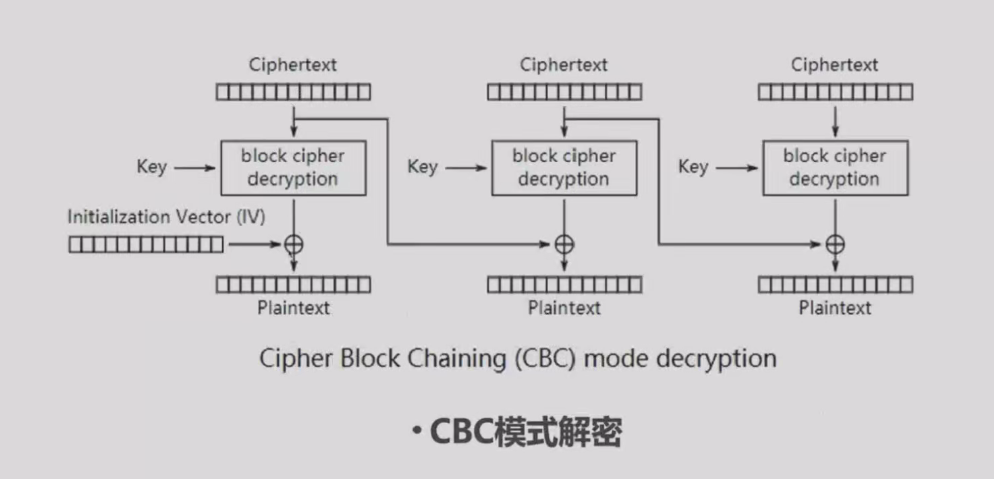 Ciphertext Ciphertext Ciphertext
Key block cipher decryption Key block cipher decryption Key block cipher decryption
Initialization Vector (IV)
Plaintext Plaintext Plaintext
Cipher Block Chaining (CBC) mode decryption
• CBC模式解密